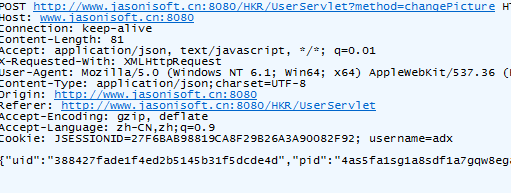 POST http://www.jasonisoft.cn:8080/HKR/UserServlet?method=changePicture
Host: www.jasonisoft.cn:8080
Connection: keep-alive
Content-Length: 81
Accept: application/json, text/javascript, */*; q=0.01
X-Requested-With: XMLHttpRequest
User-Agent: Mozilla/5.0 (Windows NT 6.1; Win64; x64) AppleWebKit/537.36
Content-Type: application/json;charset=UTF-8
Origin: http://www.jasonisoft.cn:8080
Referer: http://www.jasonisoft.cn:8080/HKR/UserServlet
Accept-Encoding: gzip, deflate
Accept-Language: zh-CN,zh;q=0.9
Cookie: JSESSIONID=27F6BAB98819CA8F29B26A3A90082F92; username=adx
{"uid":"388427fade1f4ed2b5145b31f5dcde4d","pid":"4as5fa1sg1a8sdf1a7gqw8ega